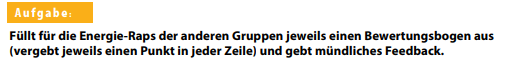 Aufgabe:
Füllt für die Energie-Raps der anderen Gruppen jeweils einen Bewertungsbogen aus
(vergebt jeweils einen Punkt in jeder Zeile) und gebt mündliches Feedback.